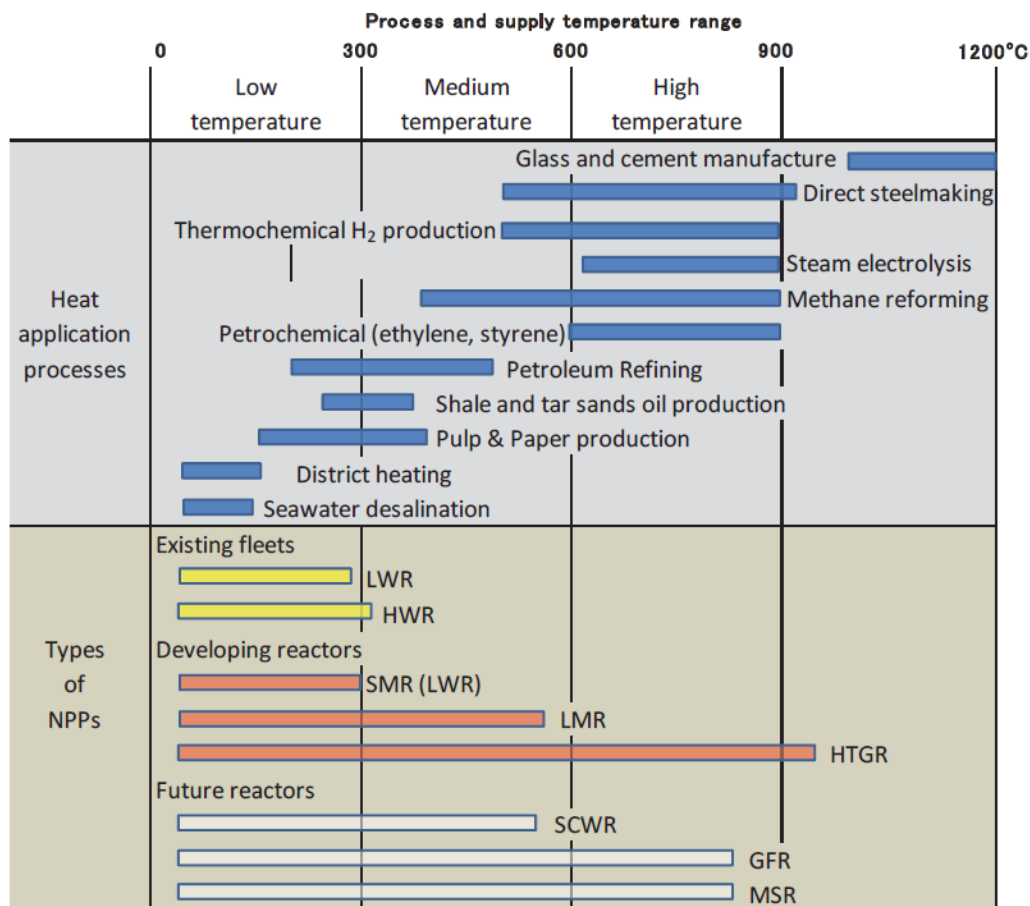 Process and supply temperature range
0 300 600 900 1200°C
Low temperature
Medium temperature
High temperature
Heat application processes
Glass and cement manufacture
Direct steelmaking
Thermochemical H₂ production
Steam electrolysis
Methane reforming
Petrochemical (ethylene, styrene)
Petroleum Refining
Shale and tar sands oil production
Pulp & Paper production
District heating
Seawater desalination
Types of NPPs
Existing fleets
LWR
HWR
Developing reactors
SMR (LWR)
LMR
HTGR
Future reactors
SCWR
GFR
MSR